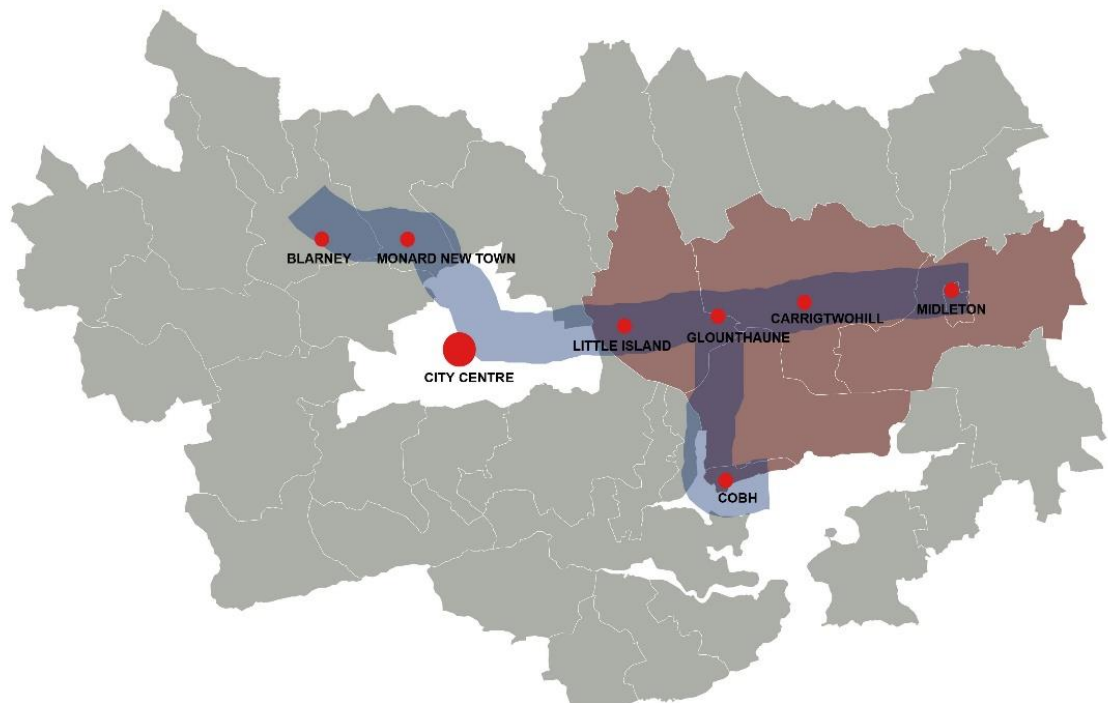 BLARNEY
MONARD NEW TOWN
MIDLETON
CARRIGTWOHILL
GLOUNTHAUNE
LITTLE ISLAND
CITY CENTRE
COBH